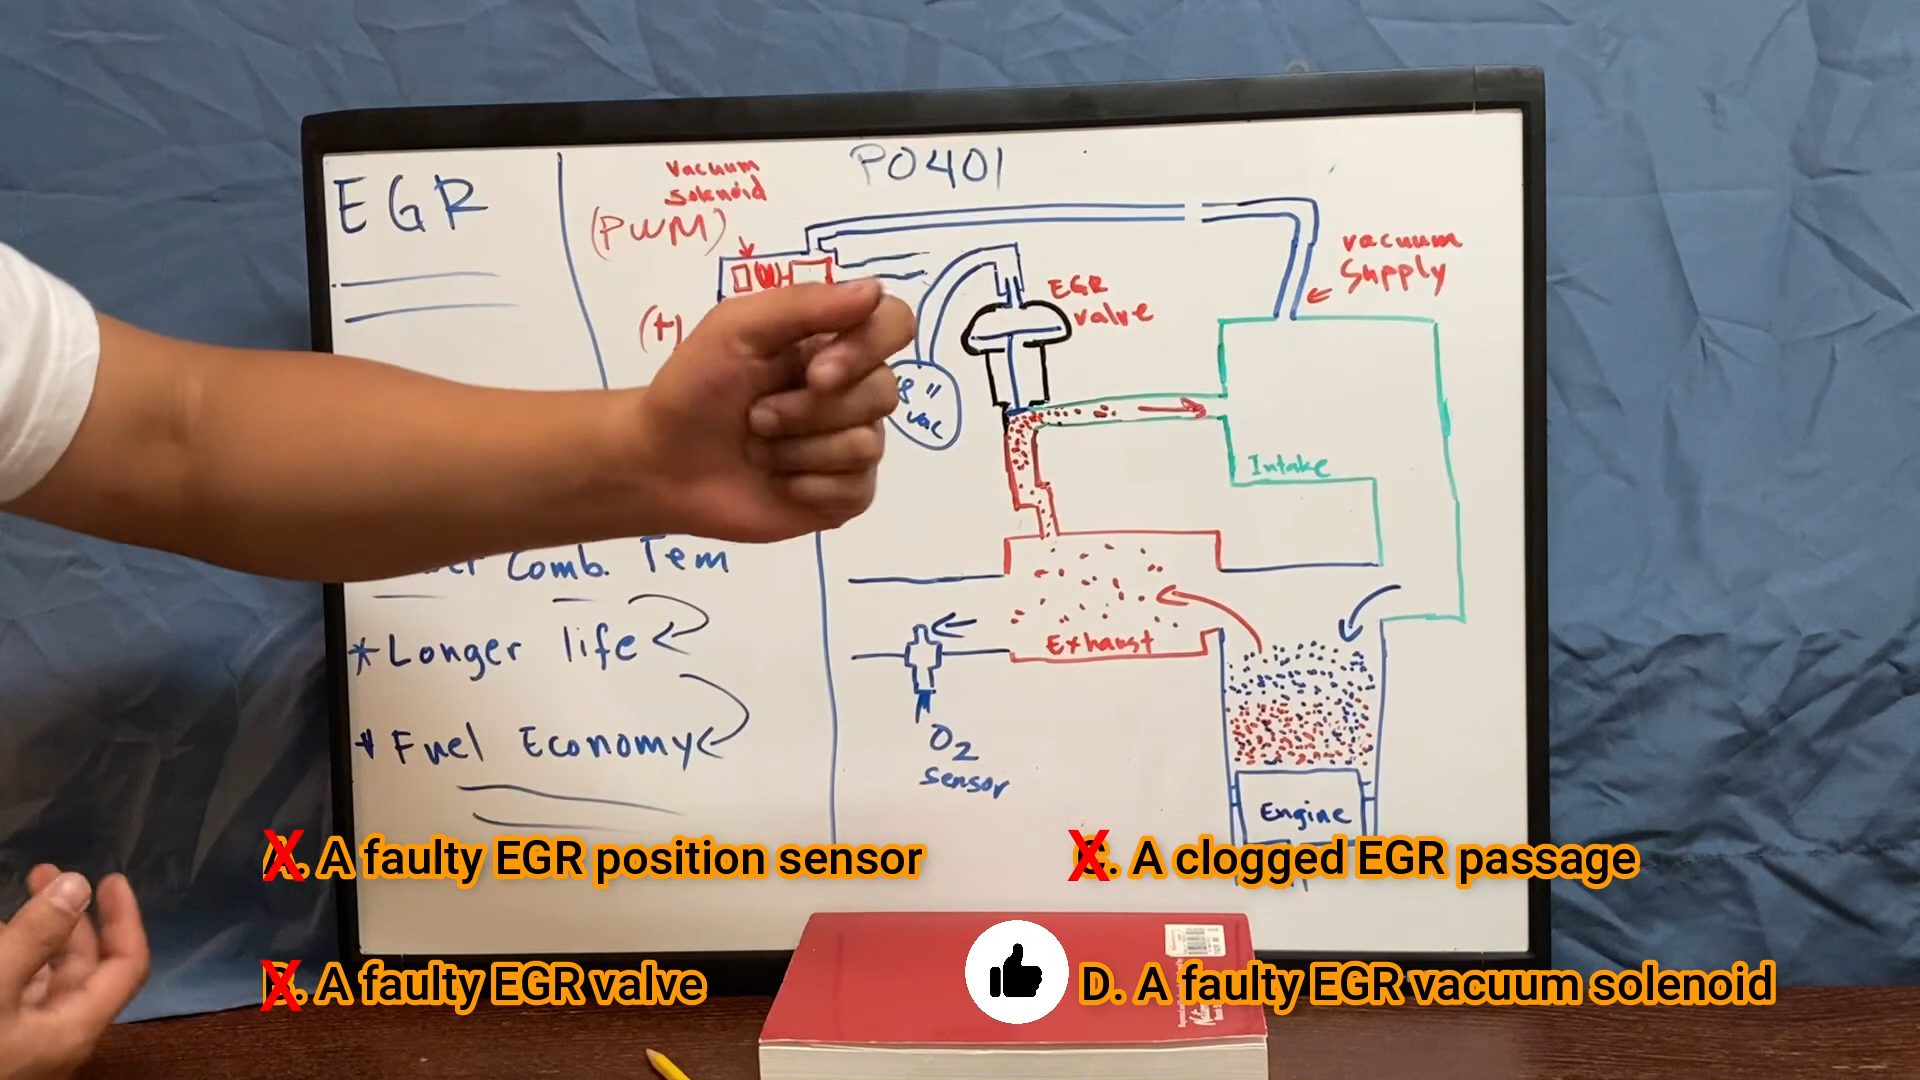 EGR
Vacuum
Solenoid
(PWM)
P0401
(+)
EGR
valve
vacuum
Supply
vac
Intake
Comb. Tem
*Longer life
Exhaust
Fuel Economy
O2
Sensor
Engine
A. A faulty EGR position sensor
C. A clogged EGR passage
B. A faulty EGR valve
D. A faulty EGR vacuum solenoid